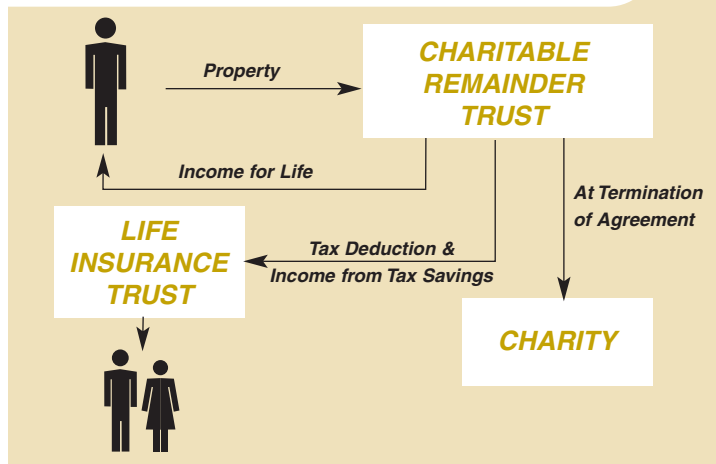 Property
CHARITABLE
REMAINDER
TRUST
Income for Life
At Termination
of Agreement
LIFE
INSURANCE
TRUST
Tax Deduction &
Income from Tax Savings
CHARITY